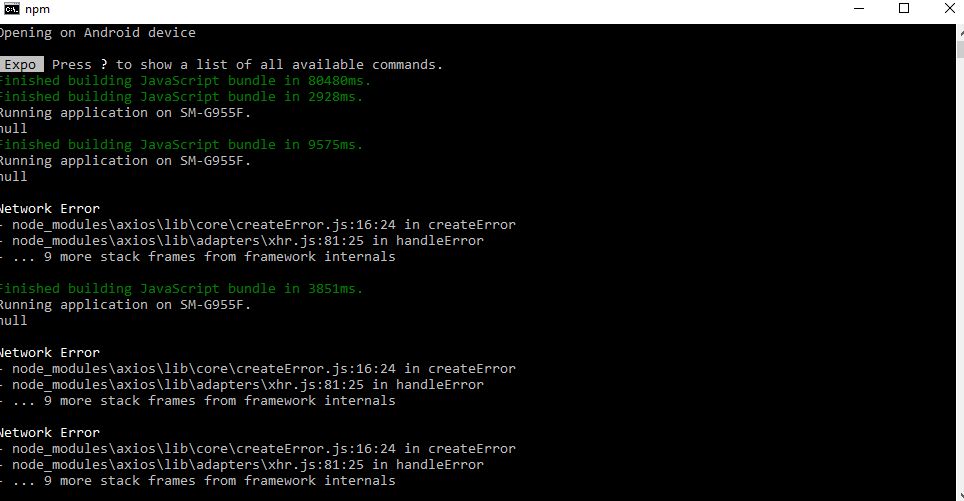 npm
Opening on Android device
Expo Press ? to show a list of all available commands.
Finished building JavaScript bundle in 80480ms.
Finished building JavaScript bundle in 2928ms.
Running application on SM-G955F.
null
Finished building JavaScript bundle in 9575ms.
Running application on SM-G955F.
null
Network Error
- node_modules\axios\lib\core\createError.js:16:24 in createError
- node_modules\axios\lib\adapters\xhr.js:81:25 in handleError
- ... 9 more stack frames from framework internals
Finished building JavaScript bundle in 3851ms.
Running application on SM-G955F.
null
Network Error
- node_modules\axios\lib\core\createError.js:16:24 in createError
- node_modules\axios\lib\adapters\xhr.js:81:25 in handleError
- ... 9 more stack frames from framework internals
Network Error
- node_modules\axios\lib\core\createError.js:16:24 in createError
- node_modules\axios\lib\adapters\xhr.js:81:25 in handleError
- ... 9 more stack frames from framework internals